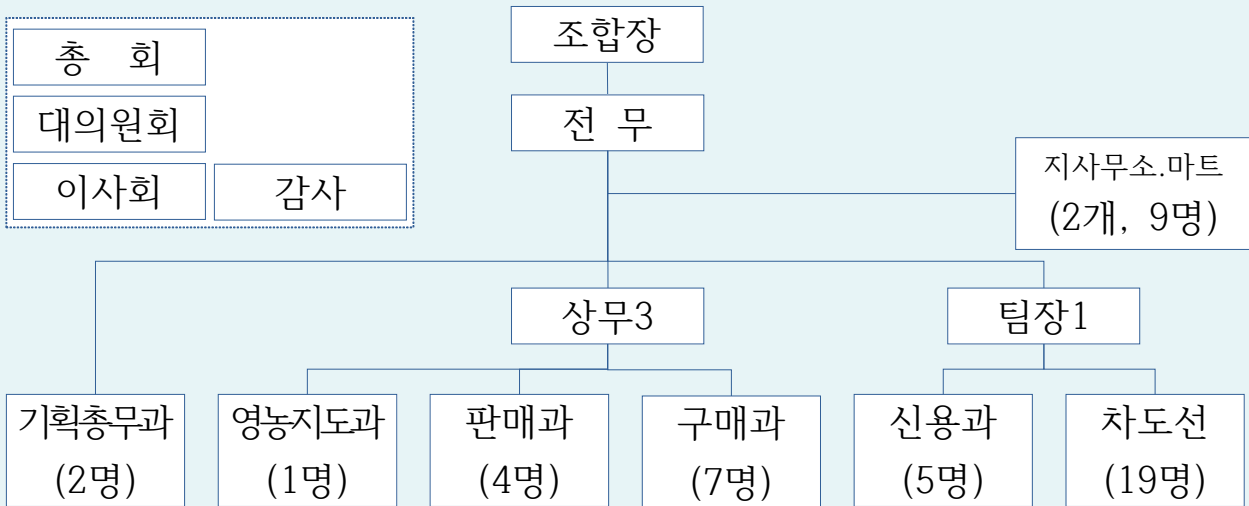 총 회
대의원회
이사회
감사
조합장
전 무
지사무소.마트
(2개, 9명)
상무3
팀장1
기획총무과
(2명)
영농지도과
(1명)
판매과
(4명)
구매과
(7명)
신용과
(5명)
차도선
(19명)